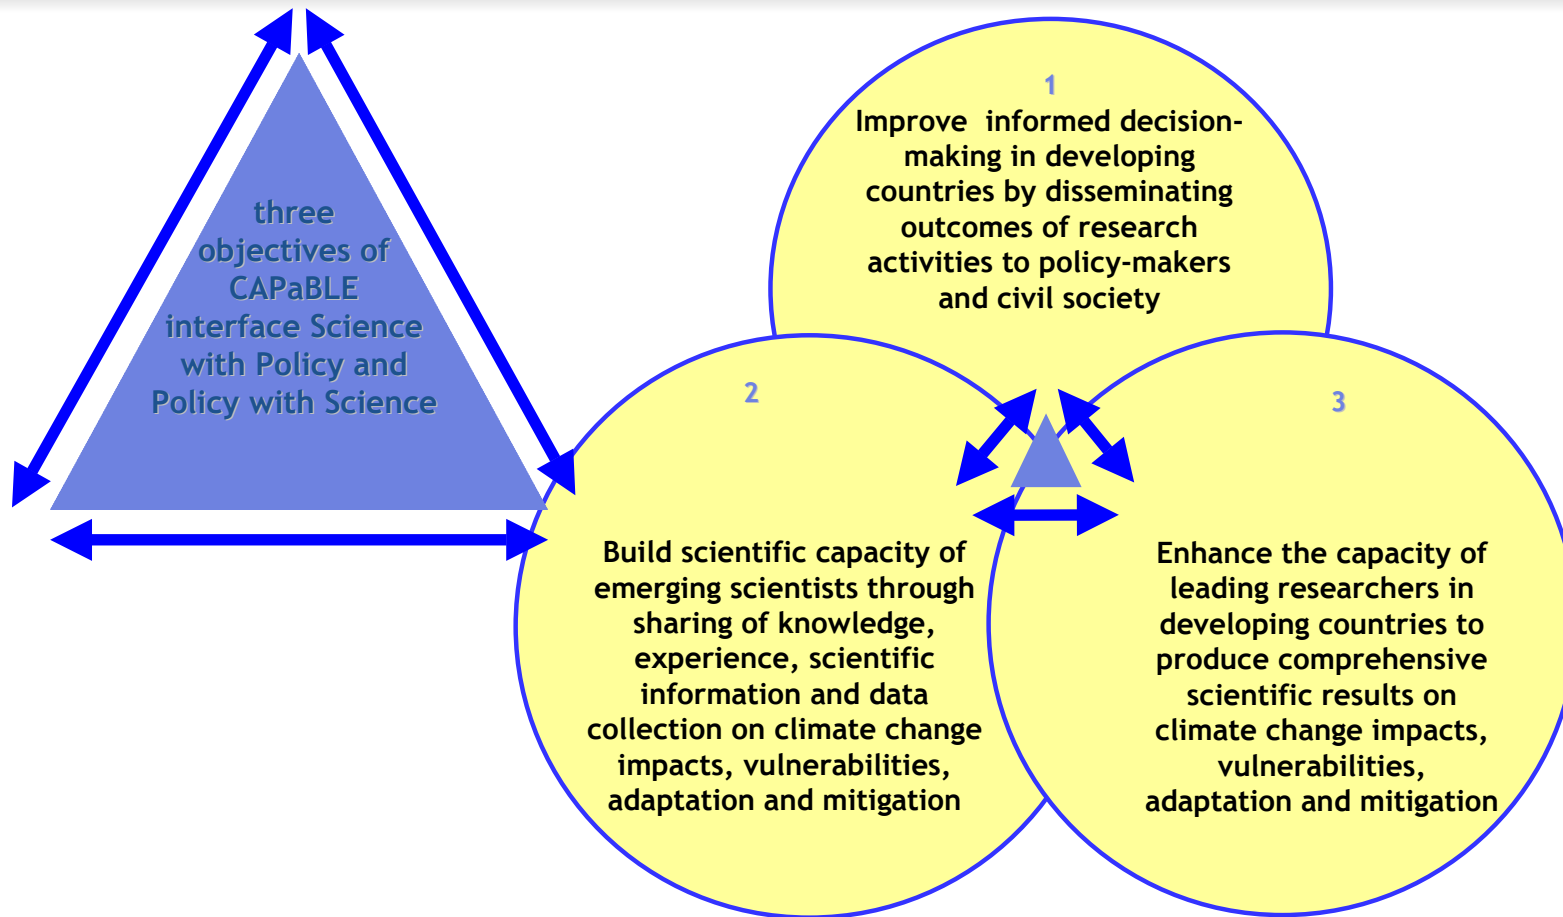 three
objectives of
CAPaBLE
interface Science
with Policy and
Policy with Science
1
Improve informed decision-
making in developing
countries by disseminating
outcomes of research
activities to policy-makers
and civil society
2
Build scientific capacity of
emerging scientists through
sharing of knowledge,
experience, scientific
information and data
collection on climate change
impacts, vulnerabilities,
adaptation and mitigation
3
Enhance the capacity of
leading researchers in
developing countries to
produce comprehensive
scientific results on
climate change impacts,
vulnerabilities,
adaptation and mitigation